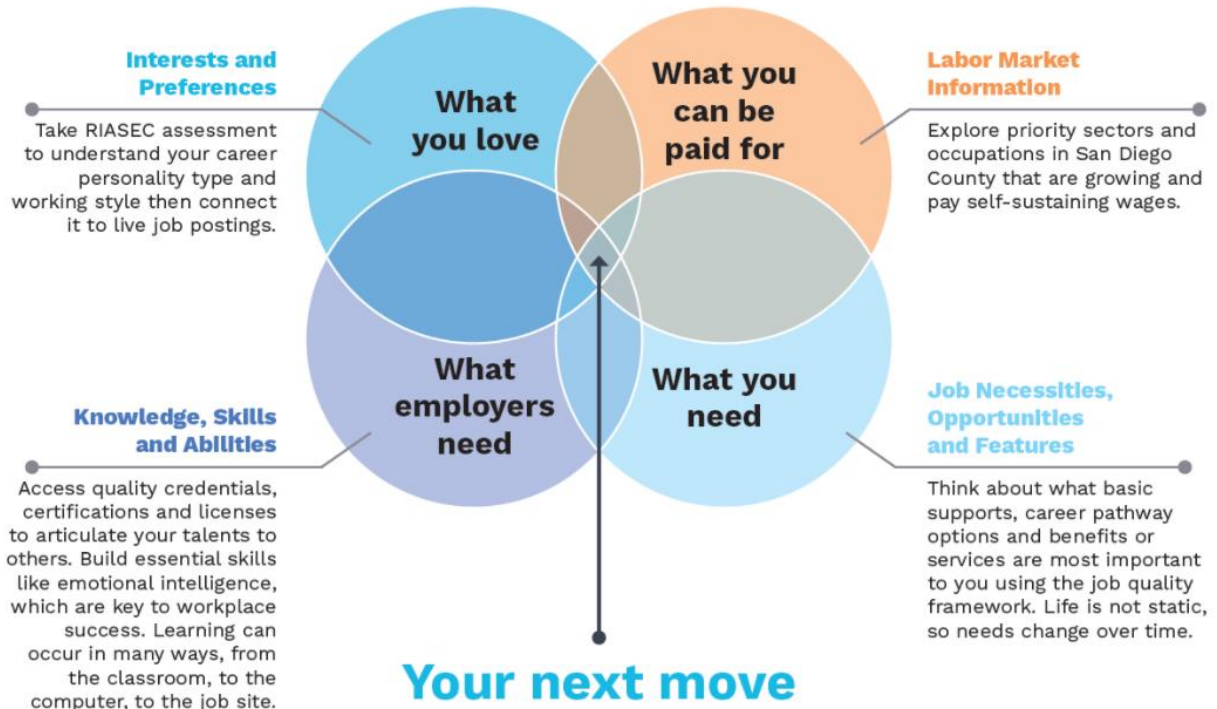 Interests and
Preferences
Take RIASEC assessment
to understand your career
personality type and
working style then connect
it to live job postings.
What
you love
What you
can be
paid for
Labor Market
Information
Explore priority sectors and
occupations in San Diego
County that are growing and
pay self-sustaining wages.
Knowledge, Skills
and Abilities
Access quality credentials,
certifications and licenses
to articulate your talents to
others. Build essential skills
like emotional intelligence,
which are key to workplace
success. Learning can
occur in many ways, from
the classroom, to the
computer, to the job site.
What
employers
need
What you
need
Job Necessities,
Opportunities
and Features
Think about what basic
supports, career pathway
options and benefits or
services are most important
to you using the job quality
framework. Life is not static,
so needs change over time.
Your next move